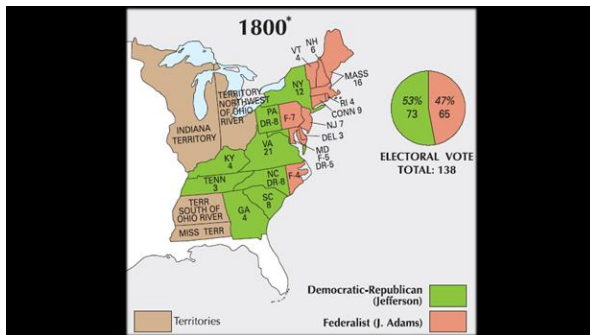 1800*
VT
4
NH
6
MASS
16
NY
12
RI 4
CONN 9
NJ 7
DEL 3
MD
F-5
DR-5
PA
DR-8
F-7
TERRITORY
NORTHWEST
OF OHIO
RIVER
INDIANA
TERRITORY
VA
21
KY
4
NC
DR-8
F-4
TENN
3
SC
8
TERR
SOUTH OF
OHIO RIVER
GA
4
MISS TERR
53%
73
47%
65
ELECTORAL VOTE
TOTAL: 138
Democratic-Republican
(Jefferson)
Federalist (J. Adams)
Territories